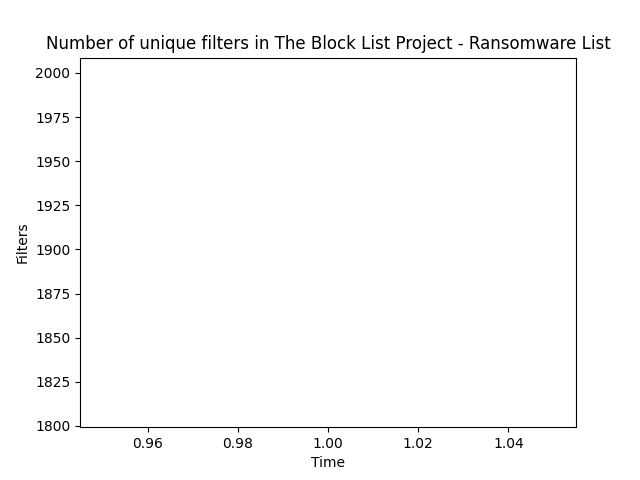 Number of unique filters in The Block List Project - Ransomware List
2000
1975
1950
1925
1900
1875
1850
1825
1800
Filters
0.96 0.98 1.00 1.02 1.04
Time